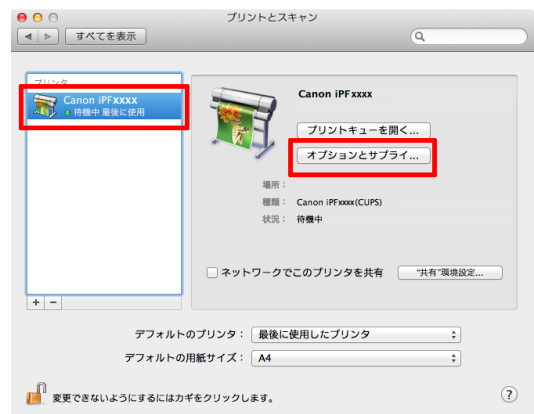 プリントとスキャン
すべてを表示
プリンタ
Canon iPFxxxx
待機中 最後に使用
Canon iPFxxxx
プリントキューを開く...
オプションとサプライ...
場所：
種類： Canon iPFxxxx(CUPS)
状況： 待機中
ネットワークでこのプリンタを共有
"共有"環境設定...
+ −
デフォルトのプリンタ： 最後に使用したプリンタ
デフォルトの用紙サイズ： A4
変更できないようにするにはカギをクリックします。
?